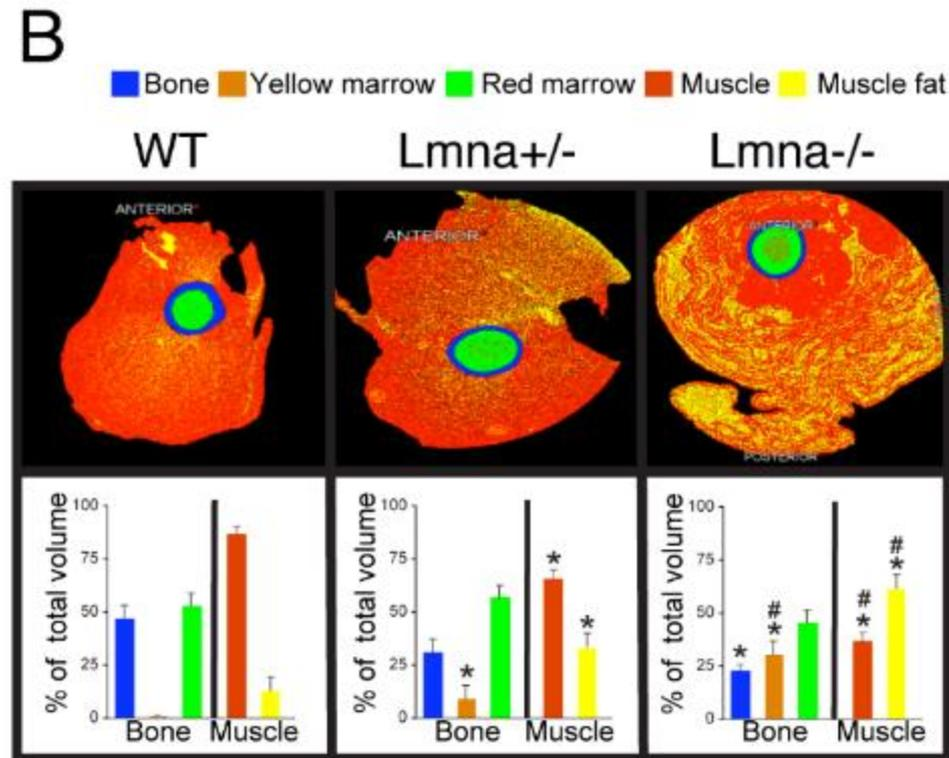 B
Bone Yellow marrow Red marrow Muscle Muscle fat
WT Lmna+/- Lmna-/-
ANTERIOR
ANTERIOR
ANTERIOR
POSTERIOR
% of total volume
100
75
50
25
0
Bone Muscle
% of total volume
100
75
50
25
0
*
*
*
Bone Muscle
% of total volume
100
75
50
25
0
*
#
*
#
*
#
*
Bone Muscle